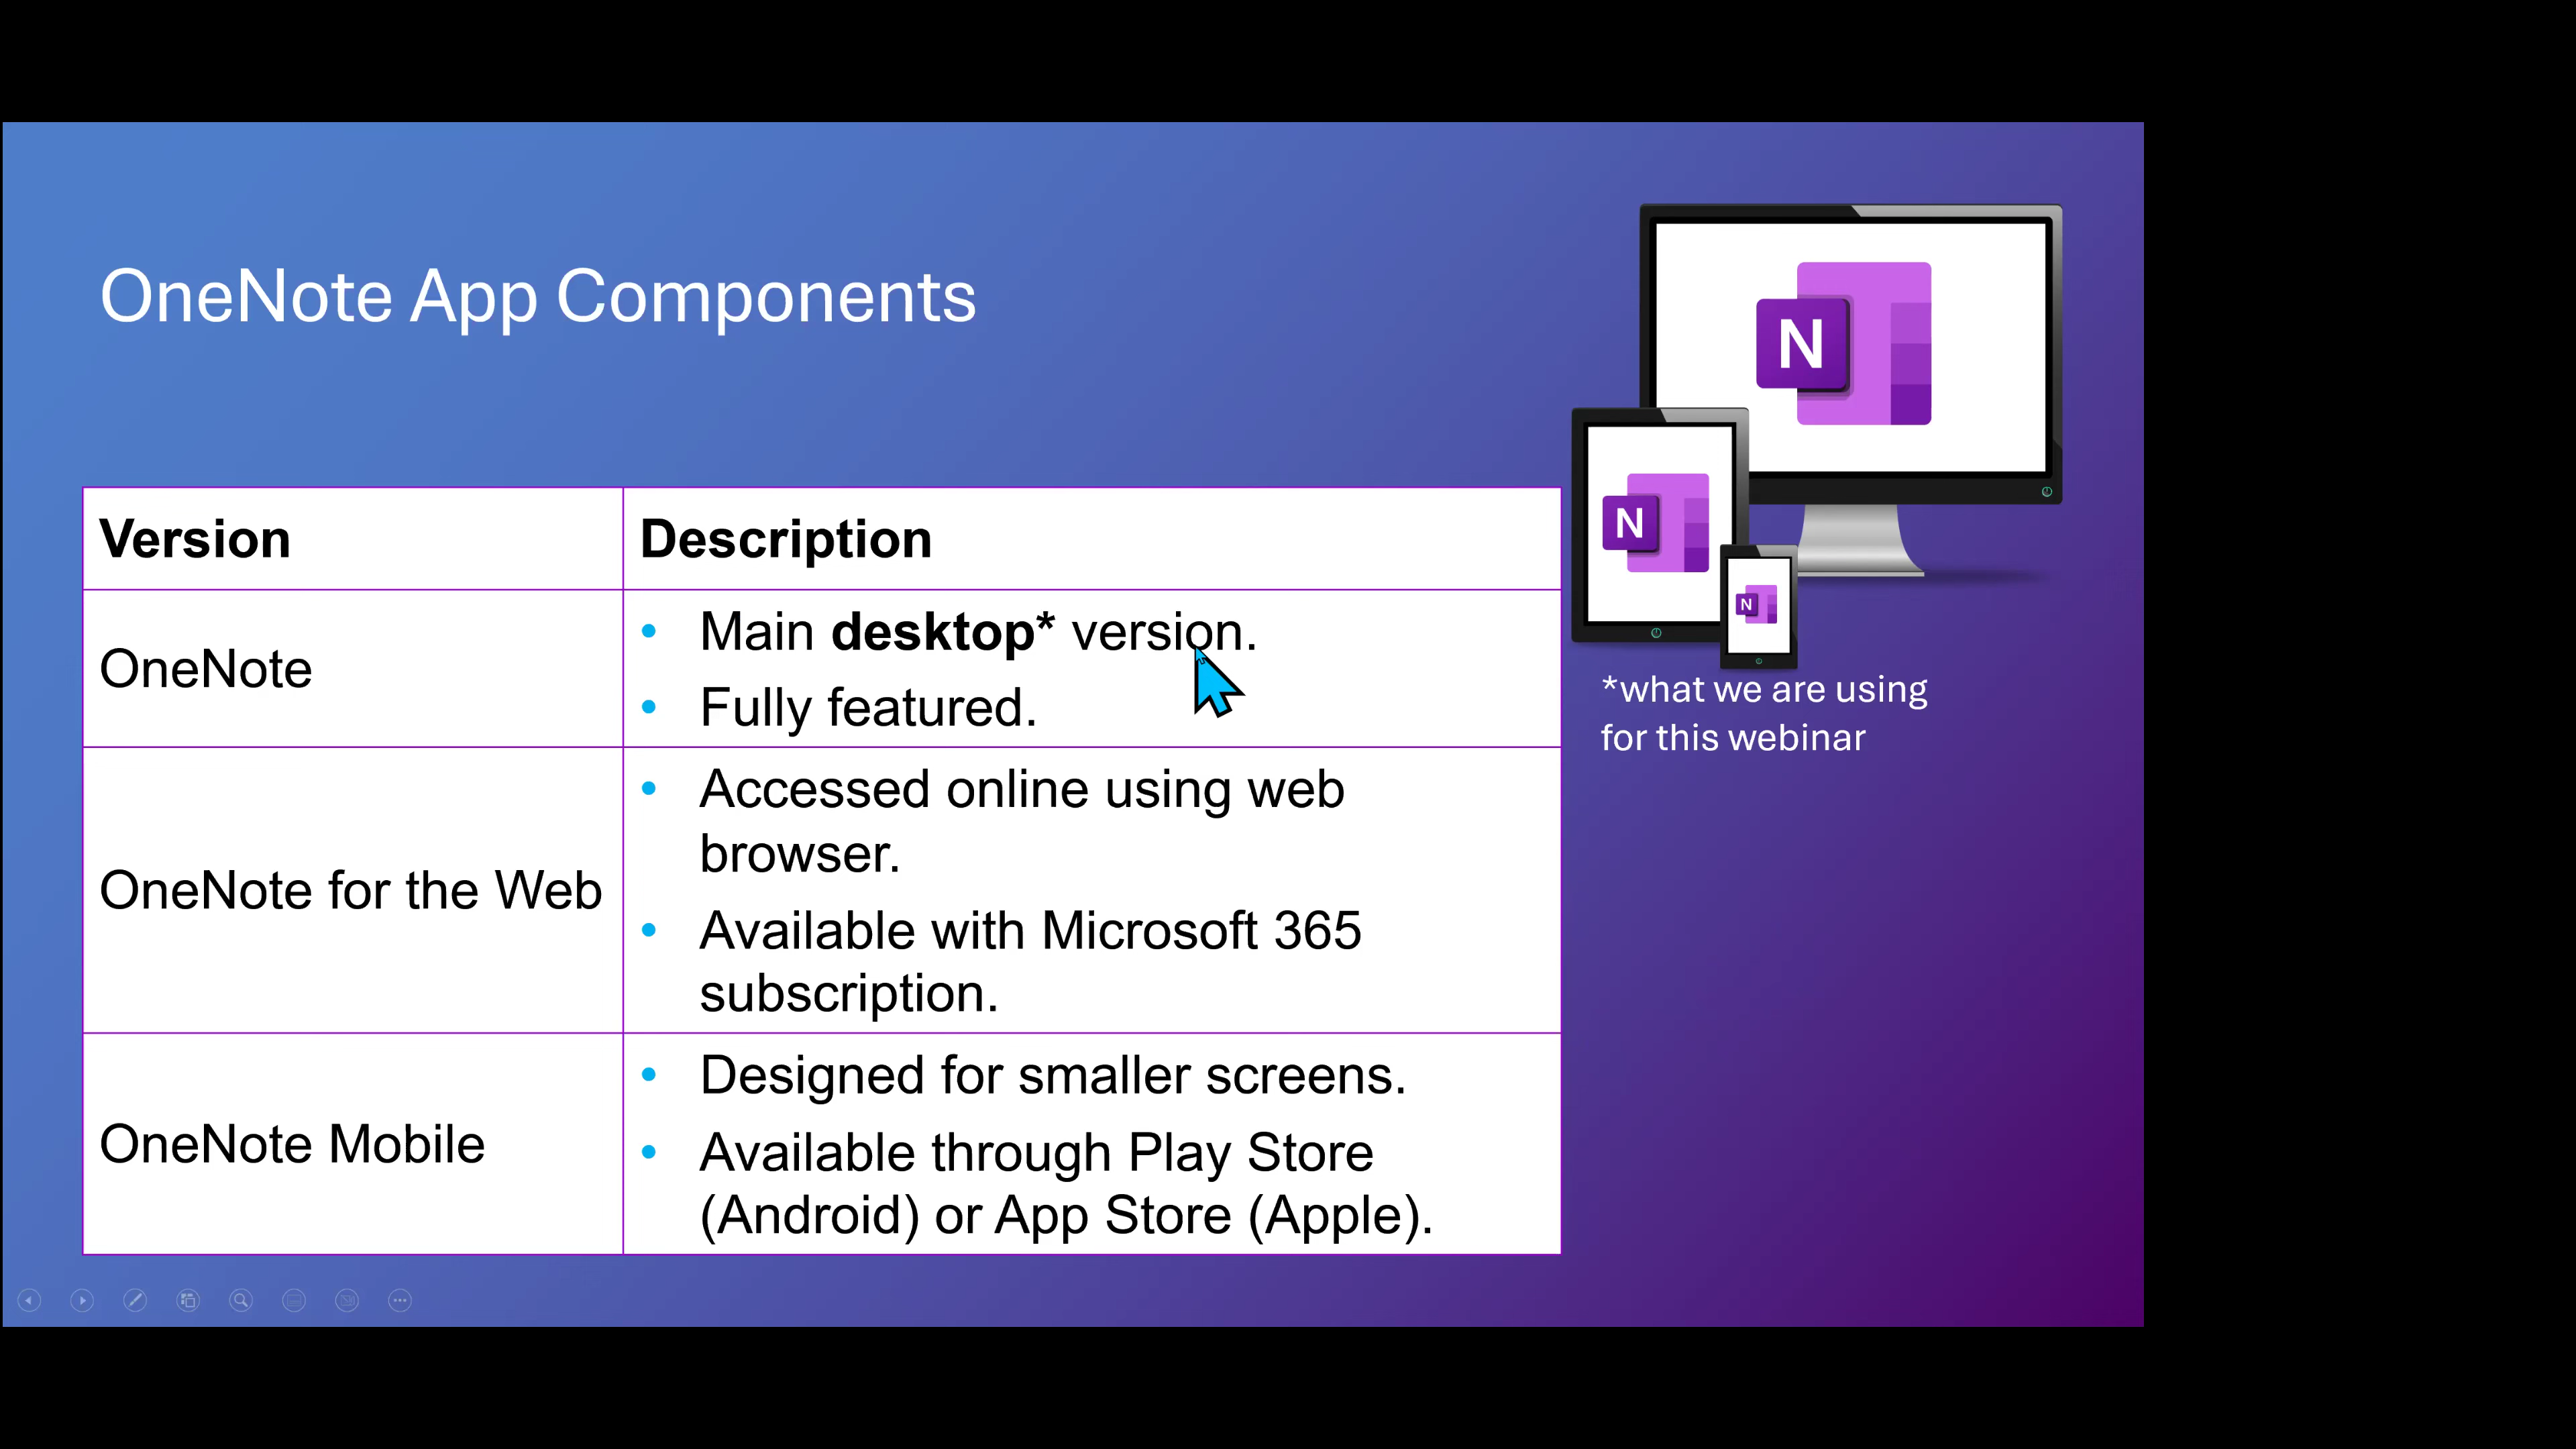 OneNote App Components
N
N
N
*what we are using
for this webinar
Version Description
OneNote
• Main desktop* version.
• Fully featured.
OneNote for the Web
• Accessed online using web
browser.
• Available with Microsoft 365
subscription.
OneNote Mobile
• Designed for smaller screens.
• Available through Play Store
(Android) or App Store (Apple).